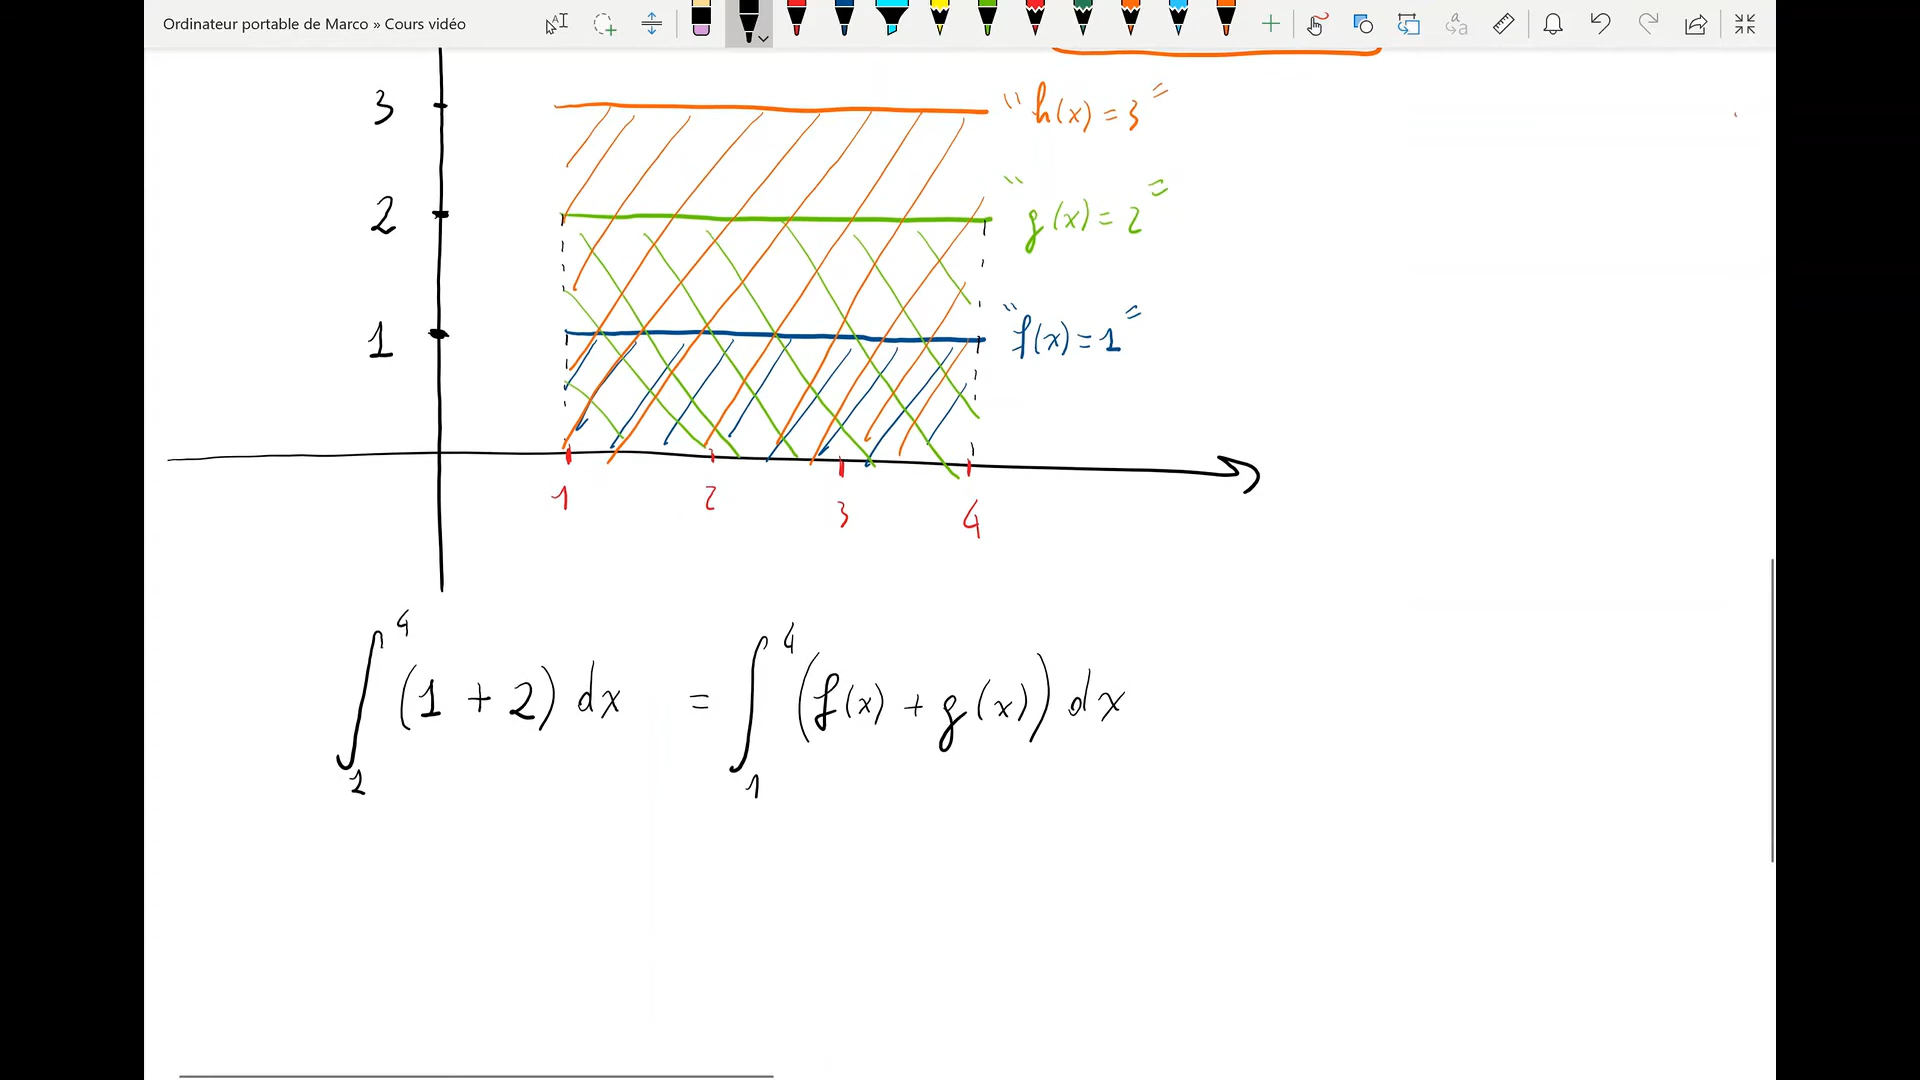 Ordinateur portable de Marco » Cours vidéo
3
"h(x) = 3"
2
"g(x) = 2"
1
"f(x) = 1"
1 2 3 4
∫₁⁴ (1 + 2) dx = ∫₁⁴ (f(x) + g(x)) dx